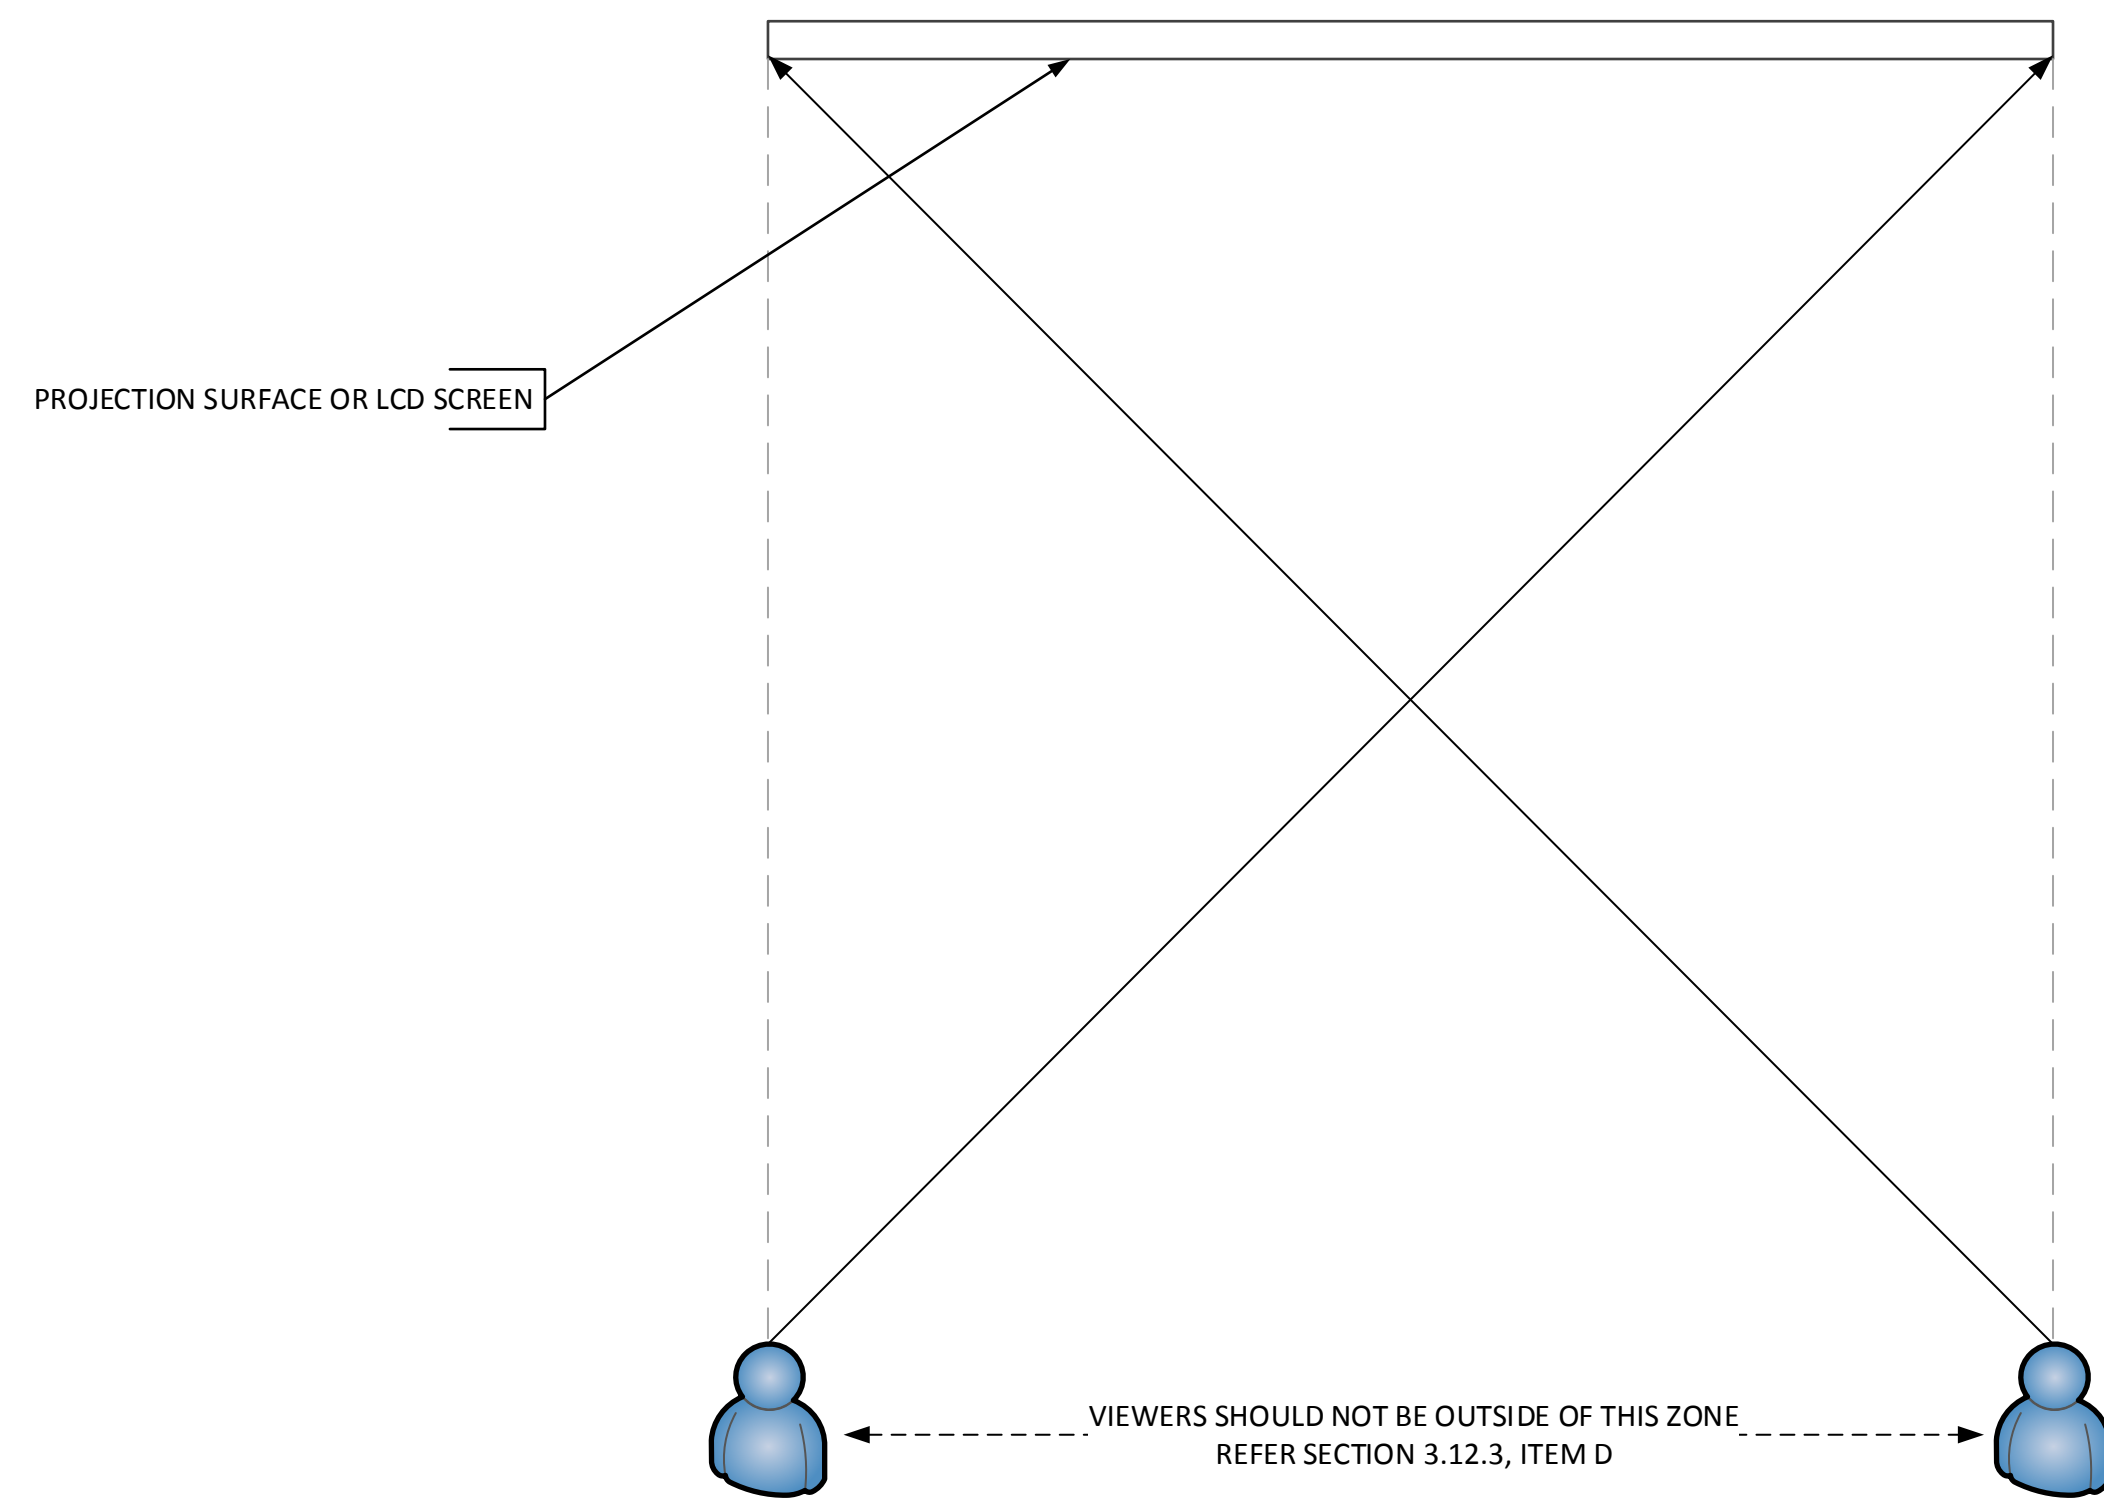 PROJECTION SURFACE OR LCD SCREEN
VIEWERS SHOULD NOT BE OUTSIDE OF THIS ZONE
REFER SECTION 3.12.3, ITEM D